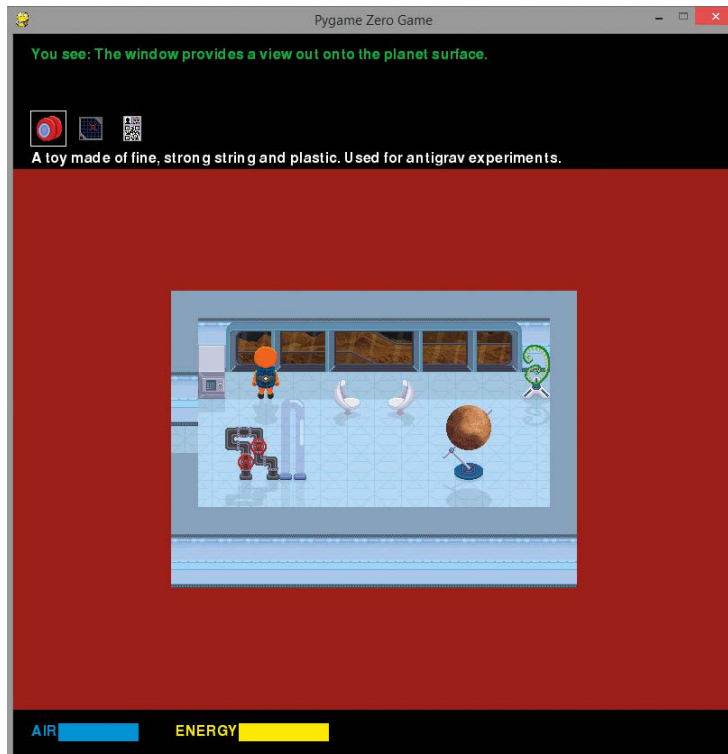 Pygame Zero Game
You see: The window provides a view out onto the planet surface.
A toy made of fine, strong string and plastic. Used for antigrav experiments.
AIR ENERGY